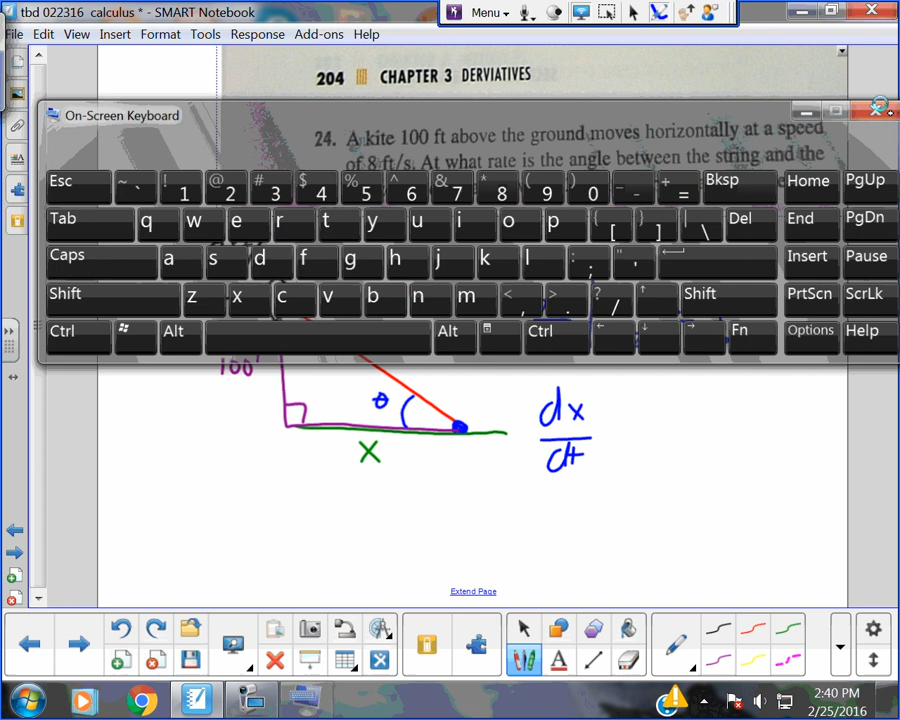 tbd 022316 calculus * - SMART Notebook
Menu
File Edit View Insert Format Tools Response Add-ons Help
204 CHAPTER 3 DERVIATIVES
On-Screen Keyboard
24. A kite 100 ft above the ground moves horizontally at a speed
of 8 ft/s. At what rate is the angle between the string and the
Esc ~ ` ! 1 @ 2 # 3 $ 4 % 5 ^ 6 & 7 * 8 ( 9 ) 0 _ - + = Bksp Home PgUp
Tab q w e r t y u i o p { [ } ] | \ Del End PgDn
Caps a s d f g h j k l : ; " ' Insert Pause
Shift z x c v b n m < , > . ? / ↑ Shift PrtScn ScrLk
Ctrl Alt Alt Ctrl ← ↓ → Fn Options Help
100
θ
x
dx
dt
Extend Page
2:40 PM
2/25/2016